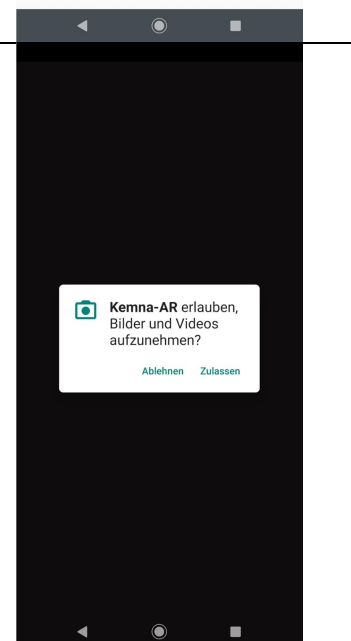 Kemna-AR erlauben,
Bilder und Videos
aufzunehmen?
Ablehnen Zulassen